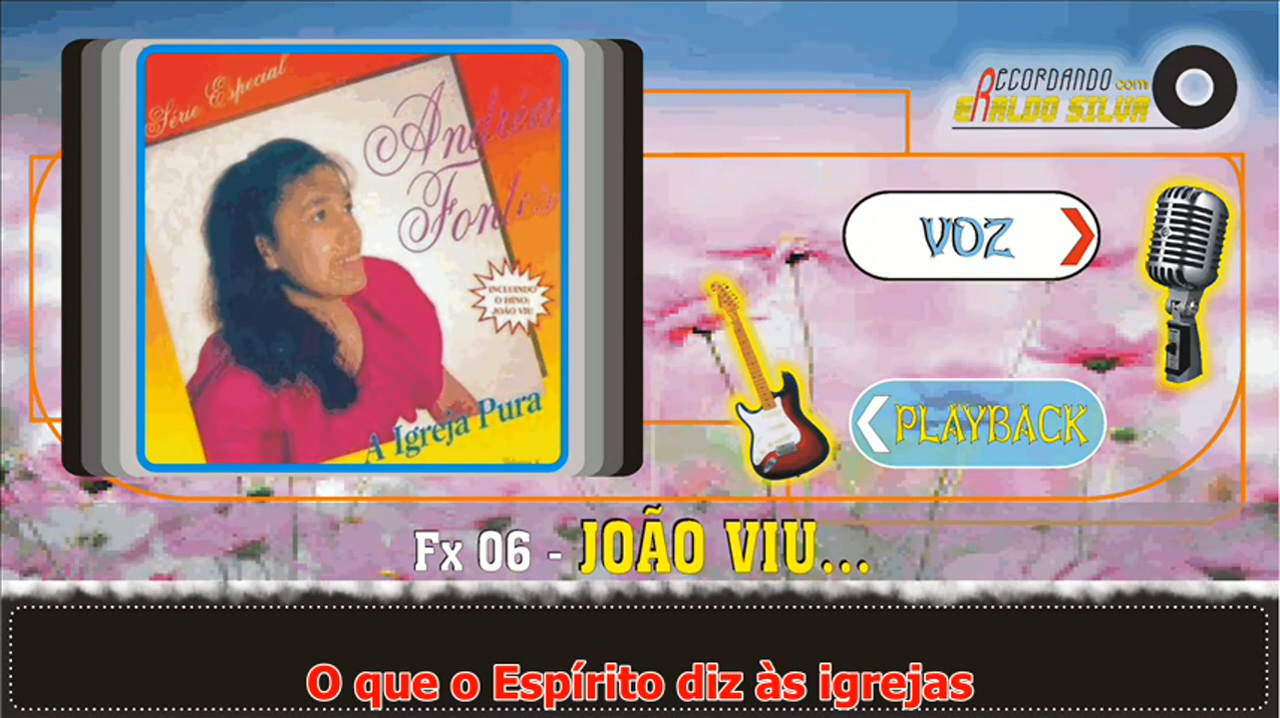 Série Especial
Andréa
Fontes
INCLUINDO
O HINO:
JOÃO VIU
A Igreja Pura
RECORDANDO com
ERALDO SILVA
VOZ
PLAYBACK
Fx 06 - JOÃO VIU...
O que o Espírito diz às igrejas